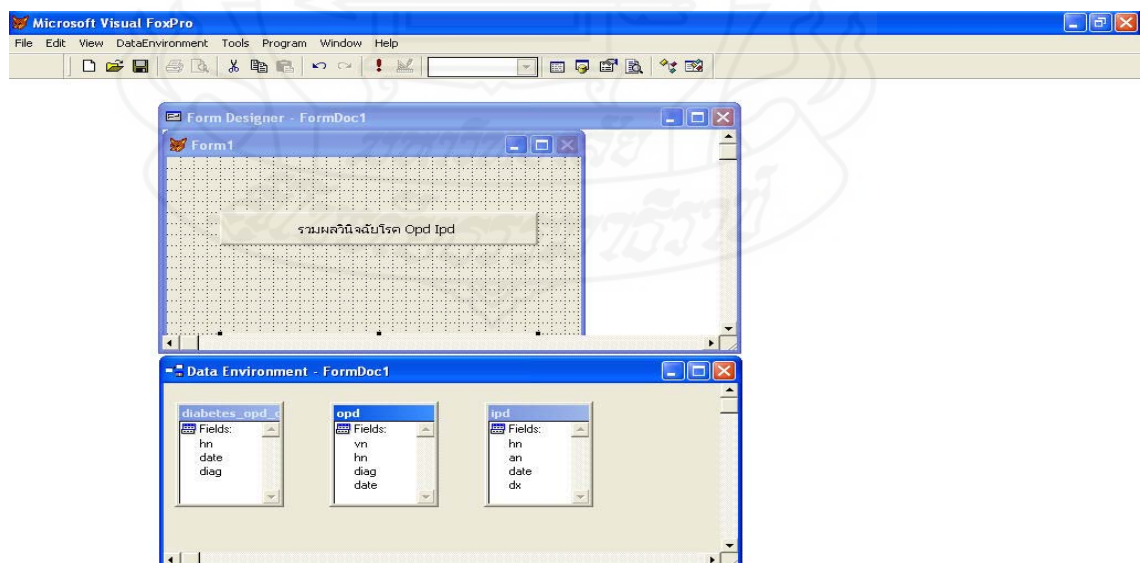 Microsoft Visual FoxPro
File Edit View DataEnvironment Tools Program Window Help
Form Designer - FormDoc1
Form1
รวมผลวินิจฉัยโรค Opd Ipd
Data Environment - FormDoc1
diabetes_opd_c
Fields:
hn
date
diag
opd
Fields:
vn
hn
diag
date
ipd
Fields:
hn
an
date
dx